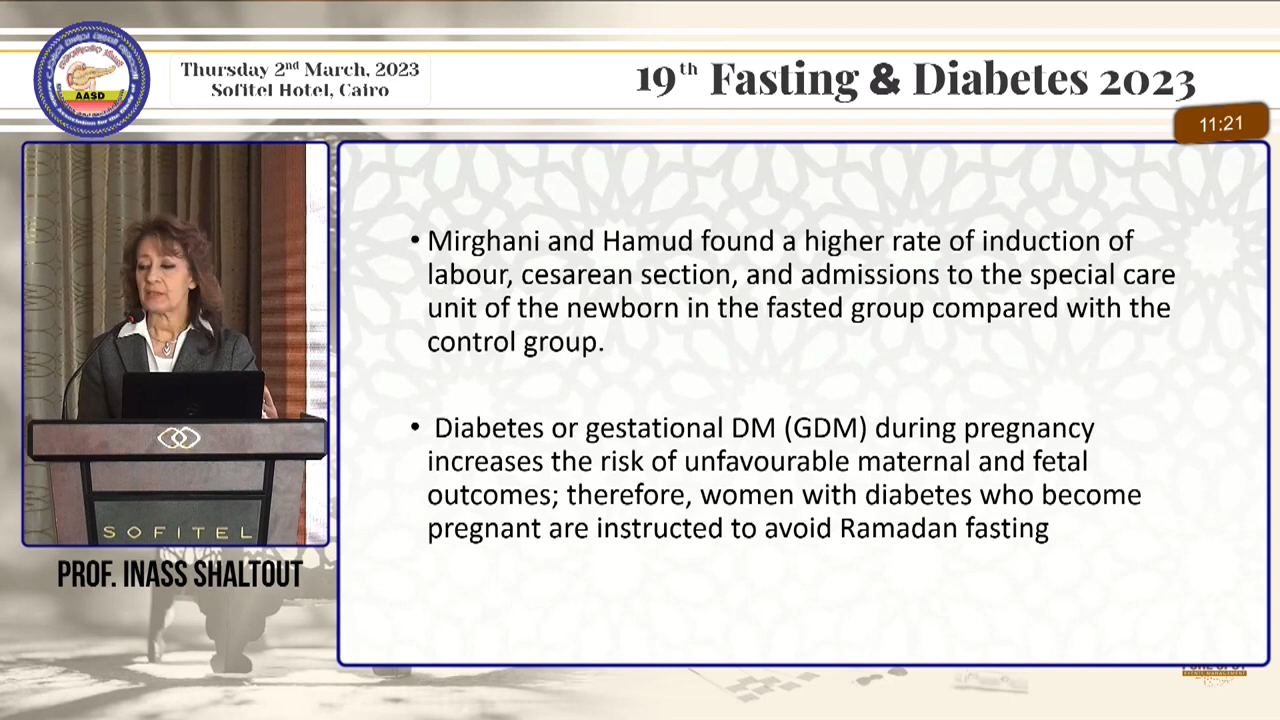 AASD
Thursday 2nd March, 2023
Sofitel Hotel, Cairo
19th Fasting & Diabetes 2023
11:21
• Mirghani and Hamud found a higher rate of induction of
labour, cesarean section, and admissions to the special care
unit of the newborn in the fasted group compared with the
control group.
• Diabetes or gestational DM (GDM) during pregnancy
increases the risk of unfavourable maternal and fetal
outcomes; therefore, women with diabetes who become
pregnant are instructed to avoid Ramadan fasting
SOFITEL
PROF. INASS SHALTOUT